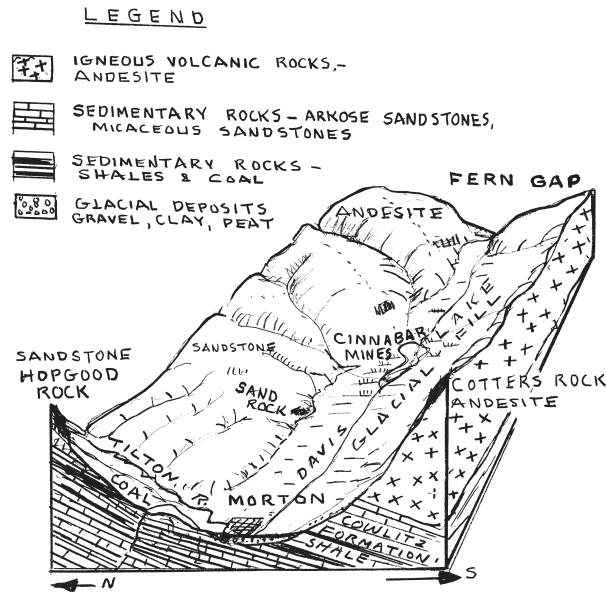 LEGEND
IGNEOUS VOLCANIC ROCKS,-
ANDESITE
SEDIMENTARY ROCKS - ARKOSE SANDSTONES,
MICACEOUS SANDSTONES
SEDIMENTARY ROCKS -
SHALES & COAL
GLACIAL DEPOSITS
GRAVEL, CLAY, PEAT
FERN GAP
ANDESITE
LAKE
FILL
CINNABAR
MINES
SANDSTONE
SANDSTONE
HOPGOOD
ROCK
SAND
ROCK
COTTERS ROCK
ANDESITE
DAVIS
GLACIAL
TILTON R
COAL
MORTON
COWLITZ
FORMATION
SHALE
N
S